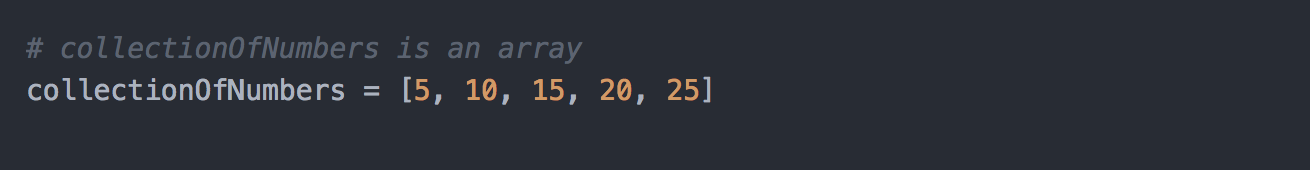 # collectionOfNumbers is an array
collectionOfNumbers = [5, 10, 15, 20, 25]